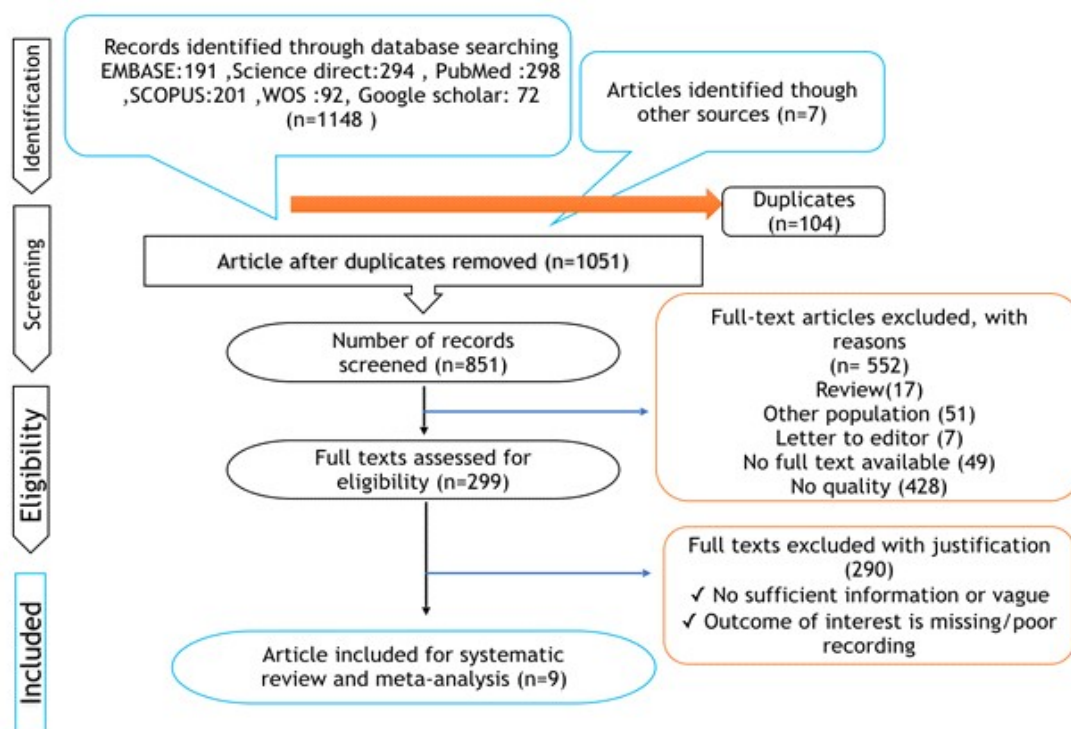 Identification
Records identified through database searching
EMBASE:191 ,Science direct:294 , PubMed :298
,SCOPUS:201 ,WOS :92, Google scholar: 72
(n=1148 )
Articles identified though
other sources (n=7)
Duplicates
(n=104)
Screening
Article after duplicates removed (n=1051)
Number of records
screened (n=851)
Full-text articles excluded, with
reasons
(n= 552)
Review(17)
Other population (51)
Letter to editor (7)
No full text available (49)
No quality (428)
Eligibility
Full texts assessed for
eligibility (n=299)
Full texts excluded with justification
(290)
✓ No sufficient information or vague
✓ Outcome of interest is missing/poor
recording
Included
Article included for systematic
review and meta-analysis (n=9)